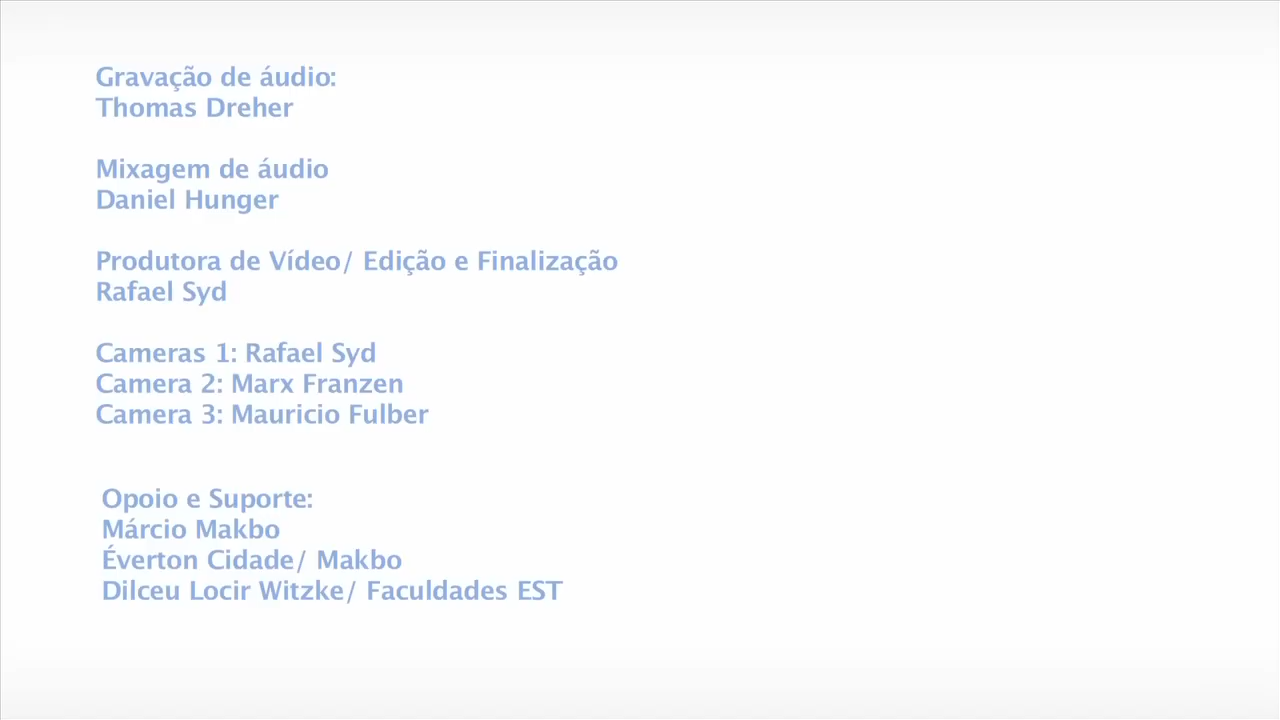 Gravação de áudio:
Thomas Dreher
Mixagem de áudio
Daniel Hunger
Produtora de Vídeo/ Edição e Finalização
Rafael Syd
Cameras 1: Rafael Syd
Camera 2: Marx Franzen
Camera 3: Mauricio Fulber
Opoio e Suporte:
Márcio Makbo
Éverton Cidade/ Makbo
Dilceu Locir Witzke/ Faculdades EST